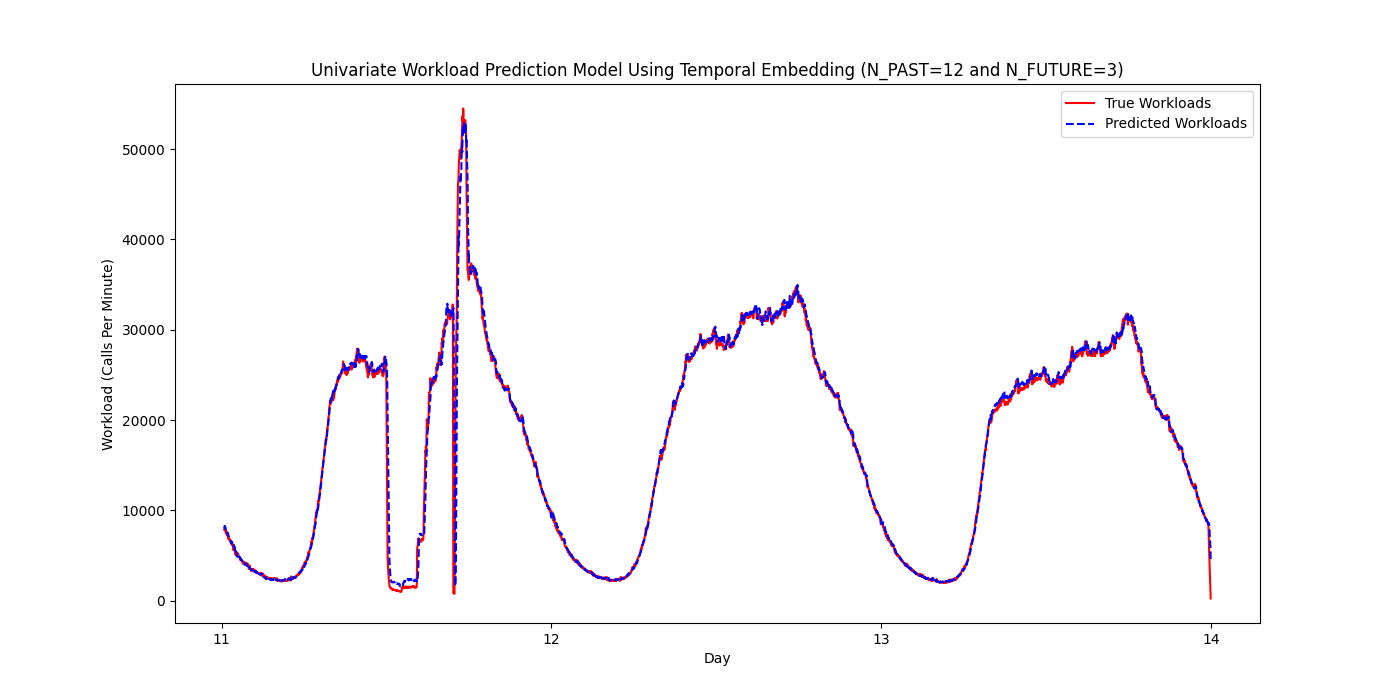 Univariate Workload Prediction Model Using Temporal Embedding (N_PAST=12 and N_FUTURE=3)
True Workloads
Predicted Workloads
Workload (Calls Per Minute)
50000
40000
30000
20000
10000
0
11
12
13
14
Day